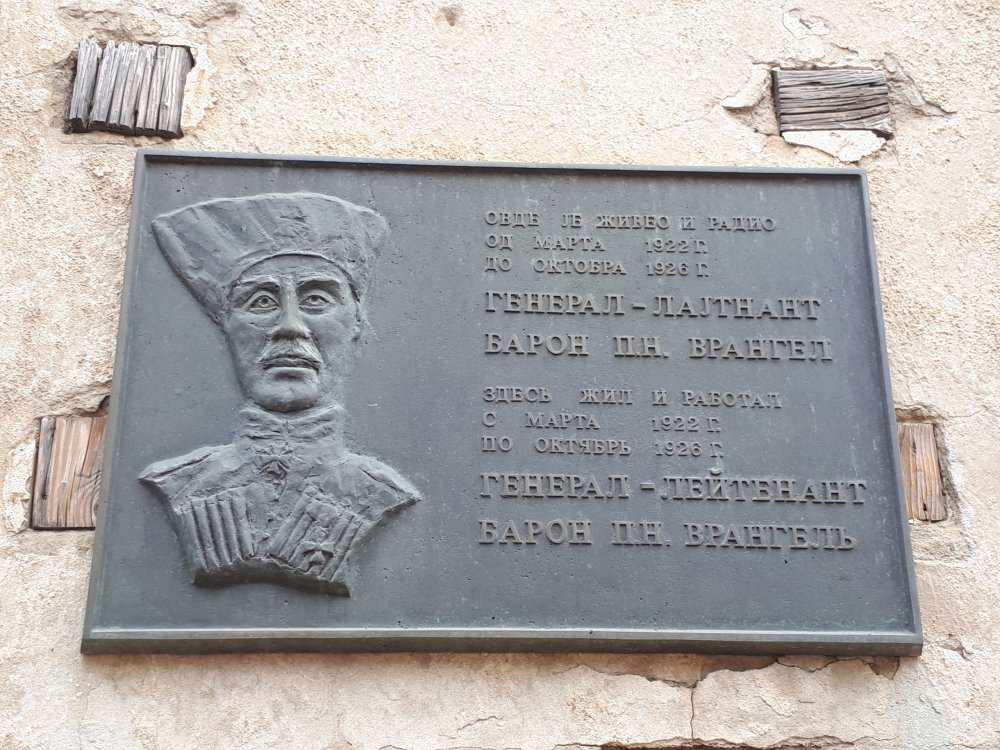 ОВДЕ ЈЕ ЖИВЕО И РАДИО
ОД МАРТА 1922 Г.
ДО ОКТОБРА 1926 Г.
ГЕНЕРАЛ-ЛАЈТНАНТ
БАРОН П.Н. ВРАНГЕЛ
ЗДЕСЬ ЖИЛ И РАБОТАЛ
С МАРТА 1922 Г.
ПО ОКТЯБРЬ 1926 Г.
ГЕНЕРАЛ-ЛЕЙТЕНАНТ
БАРОН П.Н. ВРАНГЕЛЬ